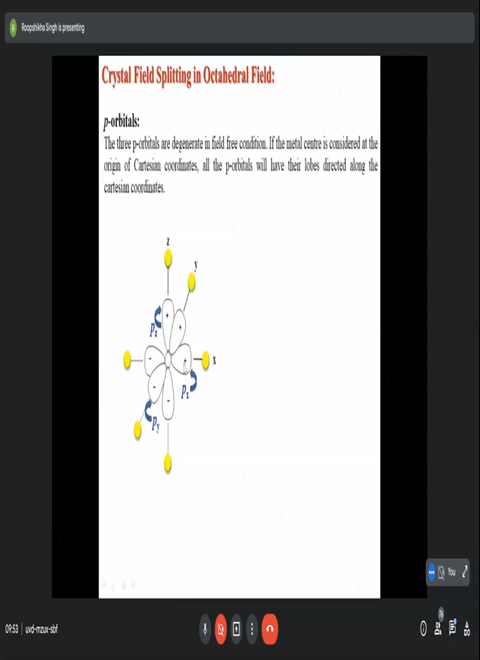 Roopshikha Singh is presenting
Crystal Field Splitting in Octahedral Field:
p-orbitals:
The three p-orbitals are degenerate in field free condition. If the metal centre is considered at the
origin of Cartesian coordinates, all the p-orbitals will have their lobes directed along the
cartesian coordinates.
z
y
+
+
pz
x
-
+
px
-
-
py
You
09:53 | uvd-mzux-sbf